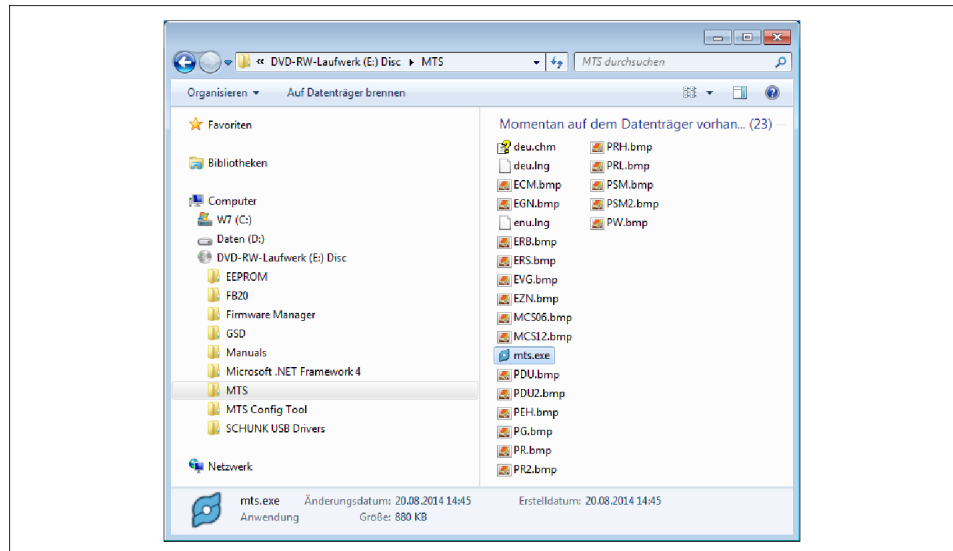 « DVD-RW-Laufwerk (E:) Disc ▸ MTS
MTS durchsuchen
Organisieren ▾ Auf Datenträger brennen
Favoriten
Bibliotheken
Computer
W7 (C:)
Daten (D:)
DVD-RW-Laufwerk (E:) Disc
EEPROM
FB20
Firmware Manager
GSD
Manuals
Microsoft .NET Framework 4
MTS
MTS Config Tool
SCHUNK USB Drivers
Netzwerk
Momentan auf dem Datenträger vorhan... (23)
deu.chm
deu.lng
ECM.bmp
EGN.bmp
enu.lng
ERB.bmp
ERS.bmp
EVG.bmp
EZN.bmp
MCS06.bmp
MCS12.bmp
mts.exe
PDU.bmp
PDU2.bmp
PEH.bmp
PG.bmp
PR.bmp
PR2.bmp
PRH.bmp
PRL.bmp
PSM.bmp
PSM2.bmp
PW.bmp
mts.exe Änderungsdatum: 20.08.2014 14:45 Erstelldatum: 20.08.2014 14:45
Anwendung Größe: 880 KB